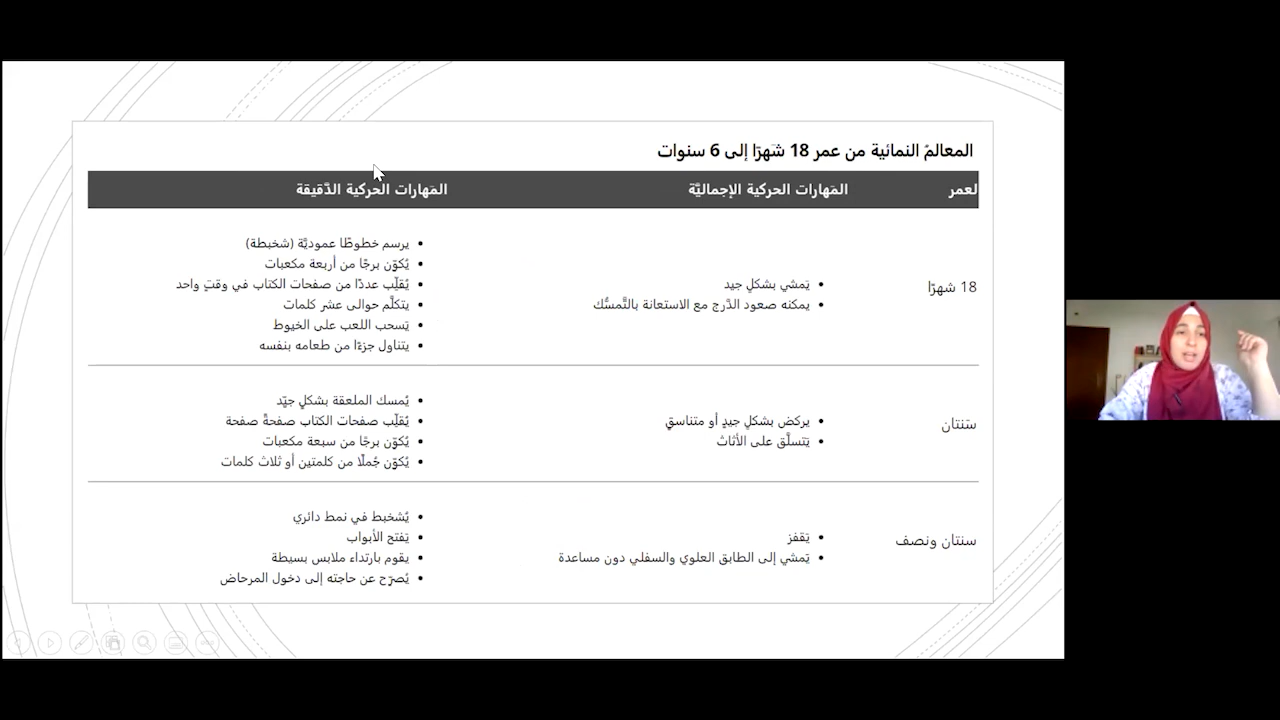 المعالمُ النمائية من عمر 18 شهرًا إلى 6 سنوات
لعمر
المَهارات الحركية الإجماليَّة
المَهارات الحركية الدَّقيقة
18 شهرًا
يَمشي بشكلٍ جيد
يمكنه صعود الدَّرج مع الاستعانة بالتَّمسُّك
يرسم خطوطًا عموديَّة (شخبطة)
يُكوِّن برجًا من أربعة مكعبات
يُقلِّب عددًا من صفحات الكتاب في وقتٍ واحد
يتكلَّم حوالى عشر كلمات
يَسحب اللعب على الخيوط
يتناول جزءًا من طعامه بنفسه
سَنتان
يركض بشكلٍ جيدٍ أو متناسقٍ
يَتسلَّق على الأثاث
يُمسك الملعقة بشكلٍ جيّد
يُقلِّب صفحات الكتاب صفحةً صفحة
يُكوِّن برجًا من سبعة مكعبات
يُكوِّن جُملًا من كلمتين أو ثلاث كلمات
سنتان ونصف
يَقفز
يَمشي إلى الطابق العلوي والسفلي دون مساعدة
يُشخبط في نمط دائري
يَفتح الأبواب
يقوم بارتداء ملابس بسيطة
يُصرّح عن حاجته إلى دخول المرحاض